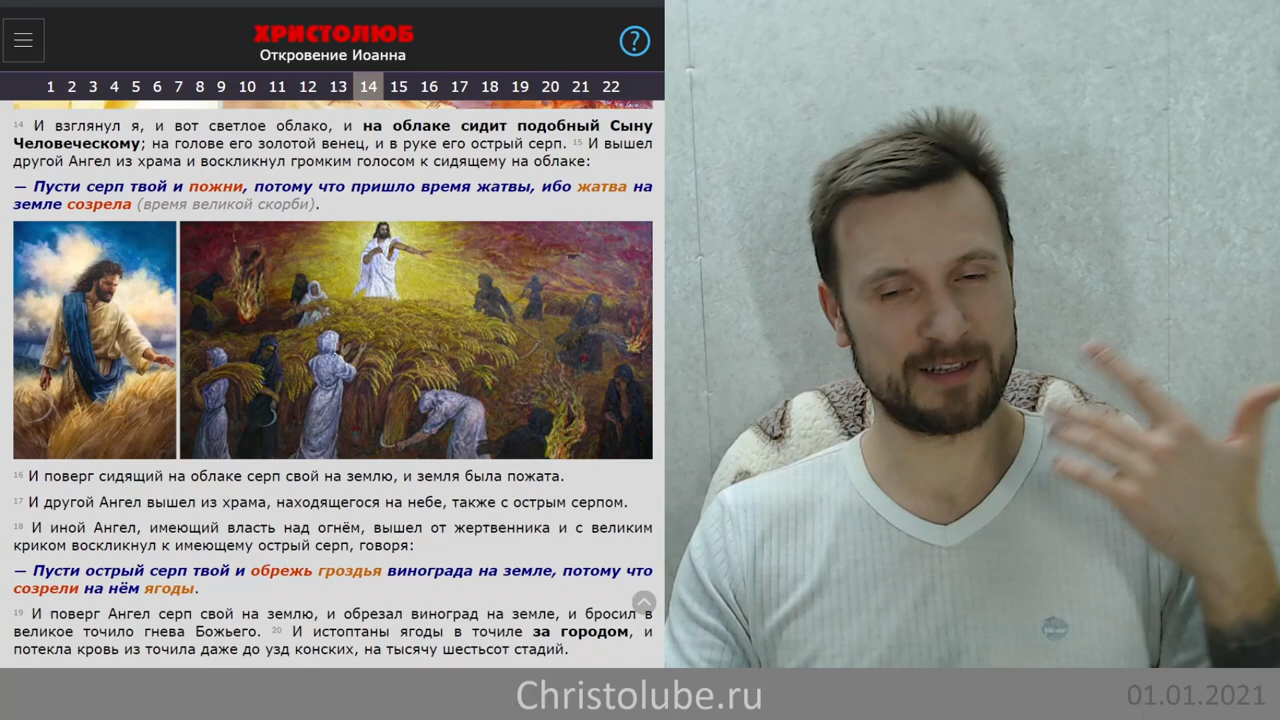 ХРИСТОЛЮБ
Откровение Иоанна
?
1 2 3 4 5 6 7 8 9 10 11 12 13 14 15 16 17 18 19 20 21 22
14 И взглянул я, и вот светлое облако, и на облаке сидит подобный Сыну
Человеческому; на голове его золотой венец, и в руке его острый серп. 15 И вышел
другой Ангел из храма и воскликнул громким голосом к сидящему на облаке:
— Пусти серп твой и пожни, потому что пришло время жатвы, ибо жатва на
земле созрела (время великой скорби).
16 И поверг сидящий на облаке серп свой на землю, и земля была пожата.
17 И другой Ангел вышел из храма, находящегося на небе, также с острым серпом.
18 И иной Ангел, имеющий власть над огнём, вышел от жертвенника и с великим
криком воскликнул к имеющему острый серп, говоря:
— Пусти острый серп твой и обрежь гроздья винограда на земле, потому что
созрели на нём ягоды.
19 И поверг Ангел серп свой на землю, и обрезал виноград на земле, и бросил в
великое точило гнева Божьего. 20 И истоптаны ягоды в точиле за городом, и
потекла кровь из точила даже до узд конских, на тысячу шестьсот стадий.
Christolube.ru
01.01.2021